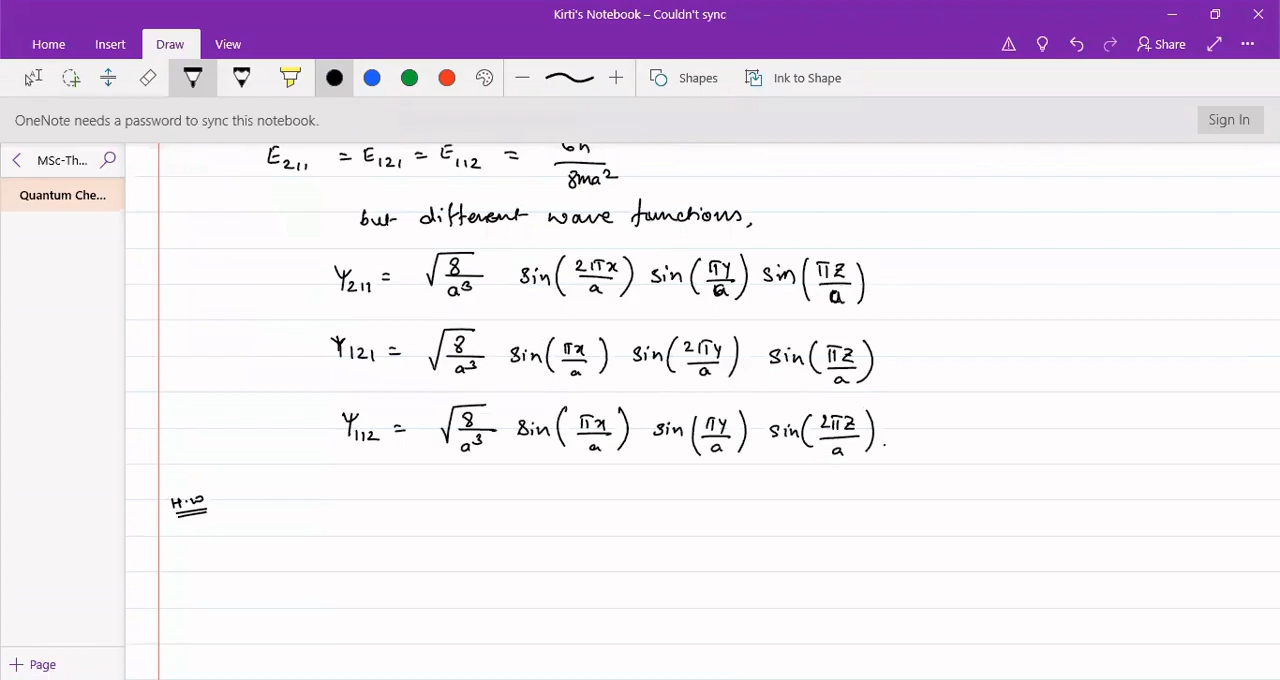 Kirti's Notebook – Couldn't sync
Home Insert Draw View Share
Shapes Ink to Shape
OneNote needs a password to sync this notebook. Sign In
MSc-Th...
Quantum Che...
E₂₁₁ = E₁₂₁ = E₁₁₂ = 6h / 8ma²
but different wave functions,
Ψ₂₁₁ = √(8/a³) sin(2πx/a) sin(πy/a) sin(πz/a)
Ψ₁₂₁ = √(8/a³) sin(πx/a) sin(2πy/a) sin(πz/a)
Ψ₁₁₂ = √(8/a³) sin(πx/a) sin(πy/a) sin(2πz/a).
H.W
+ Page